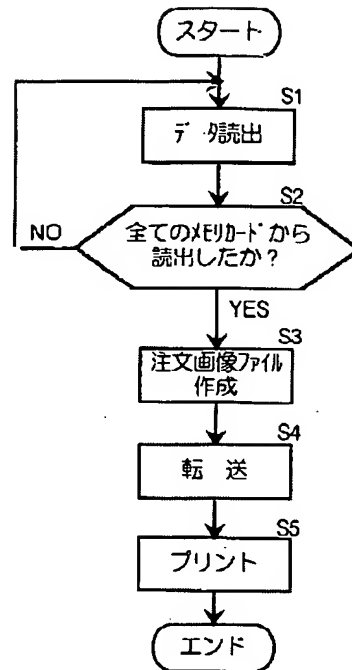 スタート
S1
データ読出
S2
NO
全てのメモリカードから
読出したか？
YES
S3
注文画像ファイル
作成
S4
転 送
S5
プリント
エンド